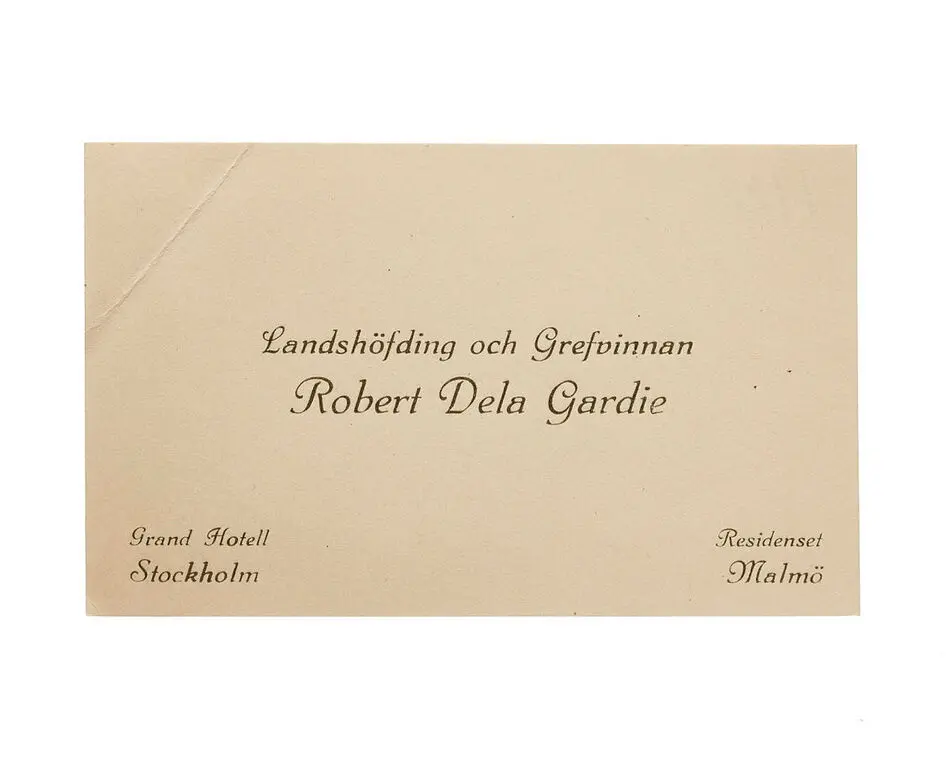 Landshöfding och Grefvinnan
Robert Dela Gardie
Grand Hotell
Stockholm
Residenset
Malmö